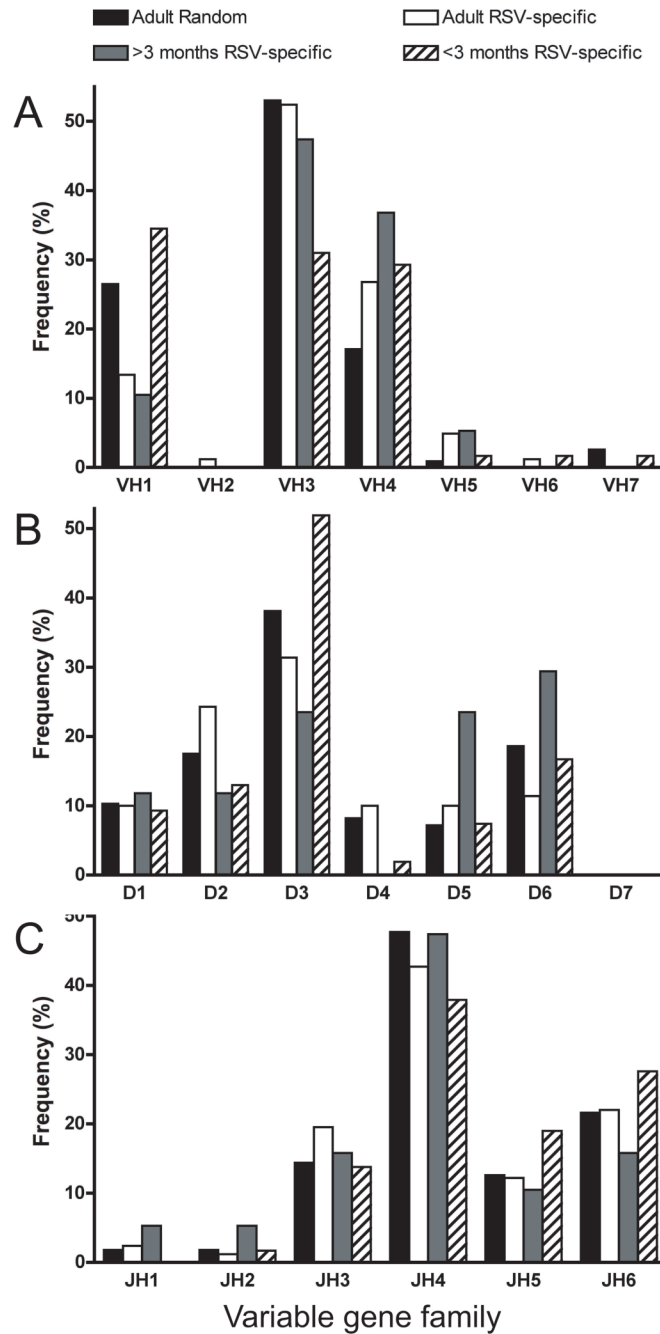 Adult Random Adult RSV-specific
>3 months RSV-specific <3 months RSV-specific
A
Frequency (%)
50
40
30
20
10
0
VH1 VH2 VH3 VH4 VH5 VH6 VH7
B
Frequency (%)
50
40
30
20
10
0
D1 D2 D3 D4 D5 D6 D7
C
Frequency (%)
50
40
30
20
10
0
JH1 JH2 JH3 JH4 JH5 JH6
Variable gene family